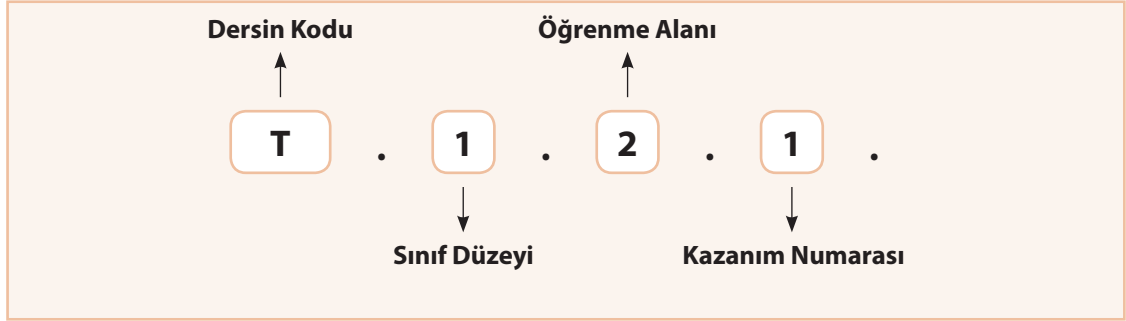 Dersin Kodu Öğrenme Alanı
T . 1 . 2 . 1 .
Sınıf Düzeyi Kazanım Numarası